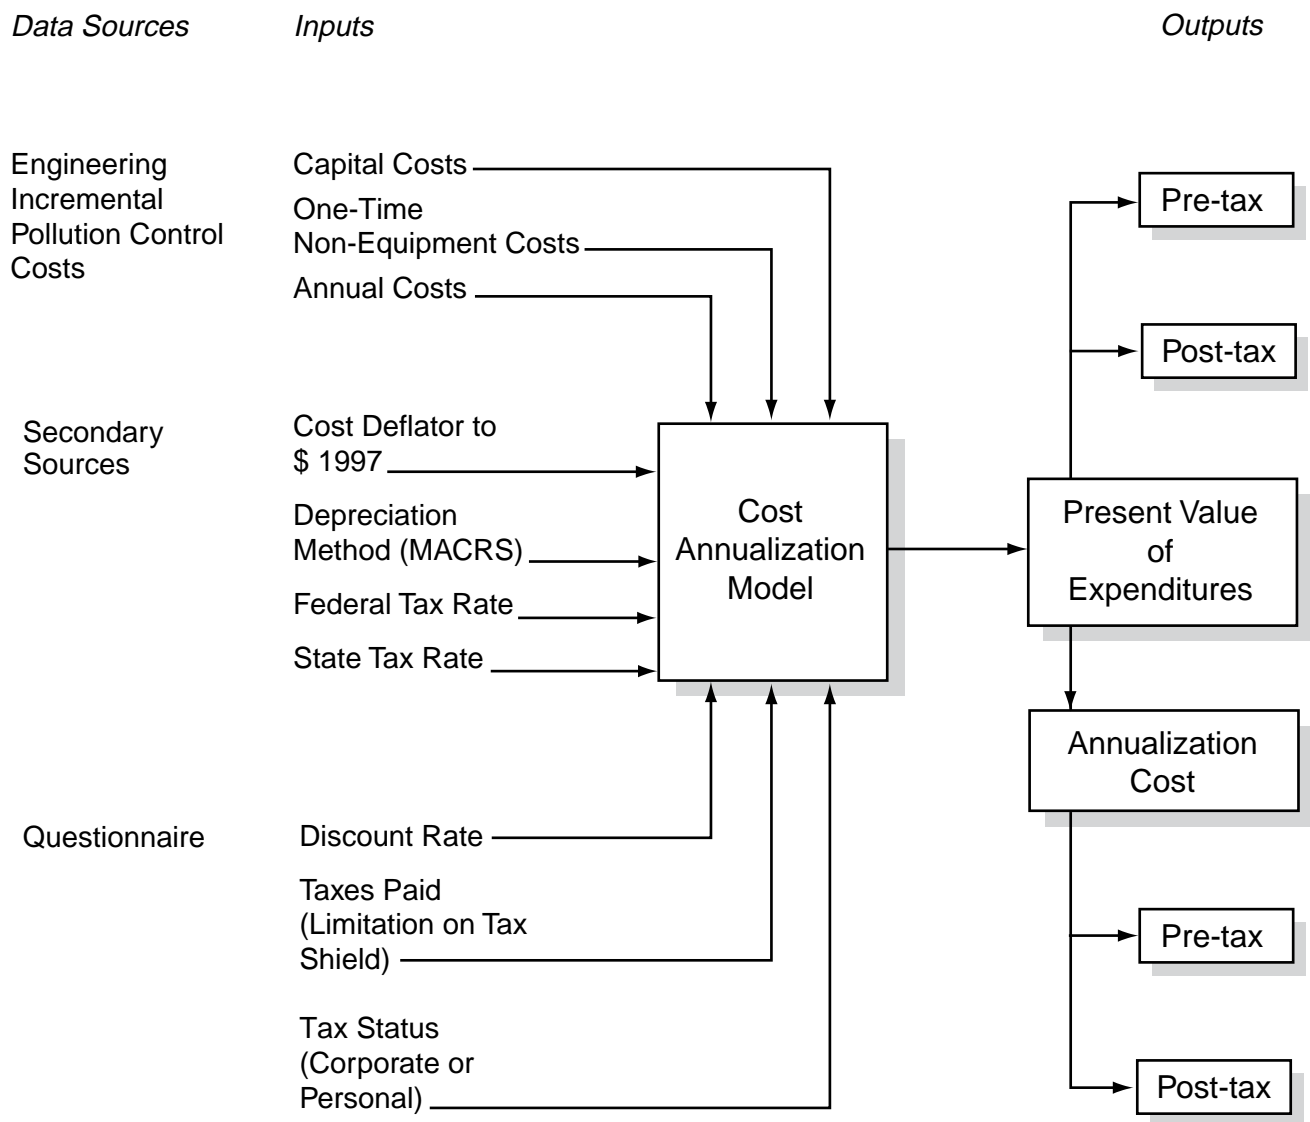 Data Sources
Inputs
Outputs
Engineering
Incremental
Pollution Control
Costs
Capital Costs
One-Time
Non-Equipment Costs
Annual Costs
Secondary
Sources
Cost Deflator to
$ 1997
Depreciation
Method (MACRS)
Federal Tax Rate
State Tax Rate
Questionnaire
Discount Rate
Taxes Paid
(Limitation on Tax
Shield)
Tax Status
(Corporate or
Personal)
Cost
Annualization
Model
Pre-tax
Post-tax
Present Value
of
Expenditures
Annualization
Cost
Pre-tax
Post-tax